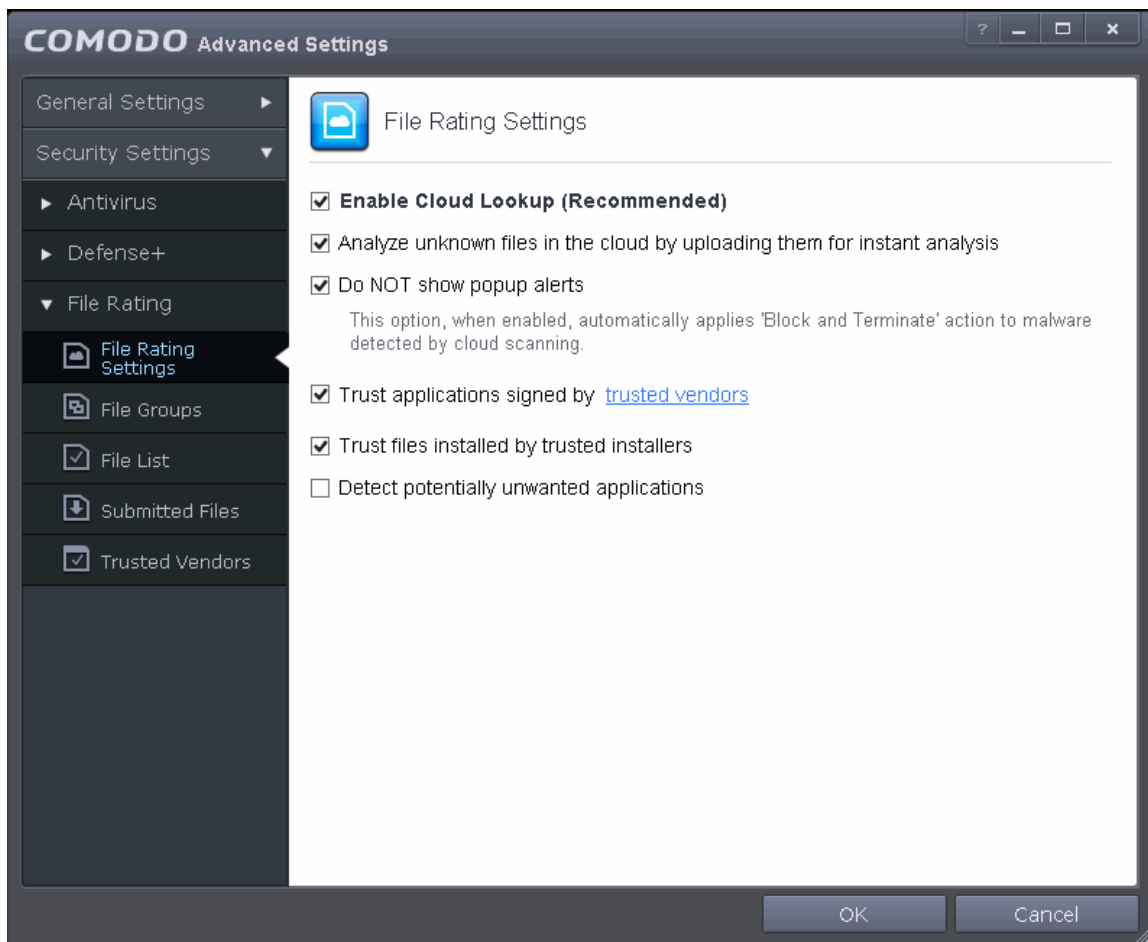 COMODO Advanced Settings
?
General Settings
Security Settings
Antivirus
Defense+
File Rating
File Rating
Settings
File Groups
File List
Submitted Files
Trusted Vendors
File Rating Settings
Enable Cloud Lookup (Recommended)
Analyze unknown files in the cloud by uploading them for instant analysis
Do NOT show popup alerts
This option, when enabled, automatically applies 'Block and Terminate' action to malware
detected by cloud scanning.
Trust applications signed by trusted vendors
Trust files installed by trusted installers
Detect potentially unwanted applications
OK
Cancel